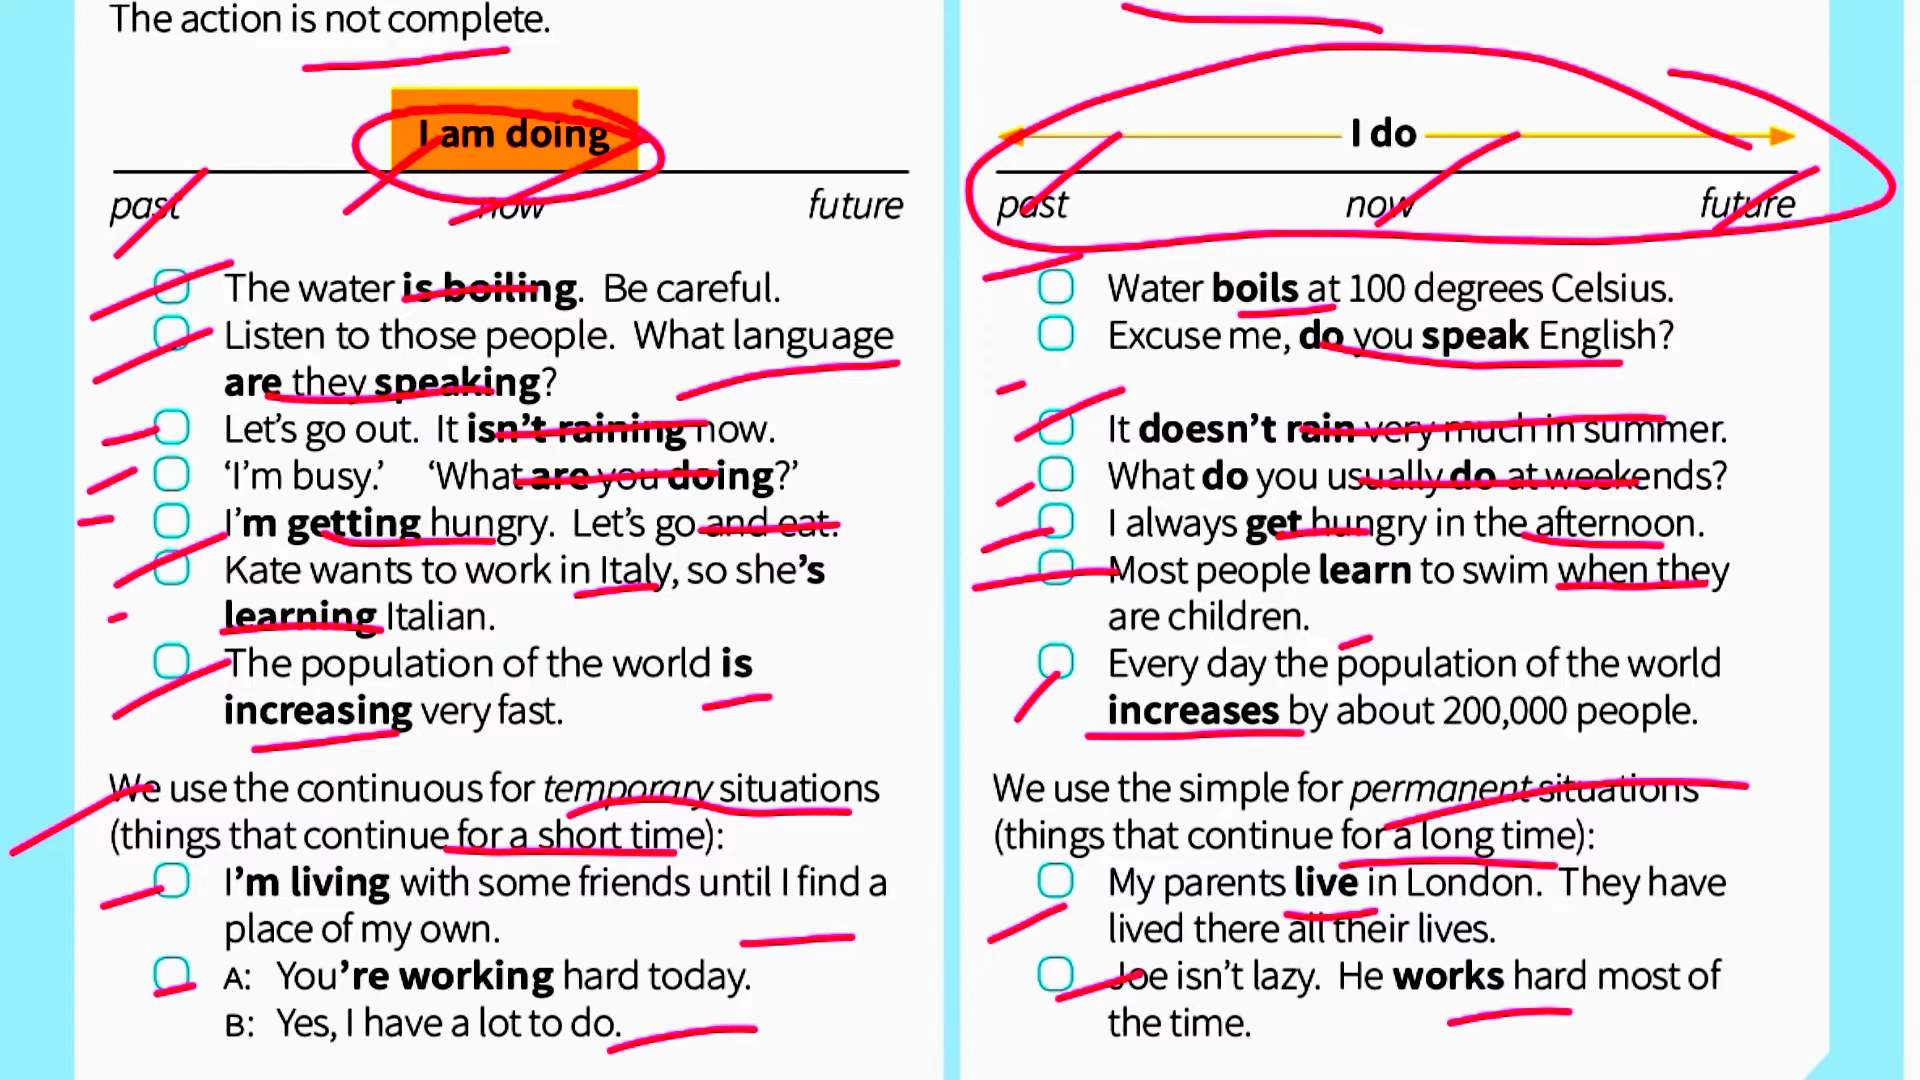 The action is not complete.
I am doing
past now future
The water is boiling. Be careful.
Listen to those people. What language
are they speaking?
Let's go out. It isn't raining now.
‘I'm busy.’ ‘What are you doing?’
I'm getting hungry. Let's go and eat.
Kate wants to work in Italy, so she's
learning Italian.
The population of the world is
increasing very fast.
We use the continuous for temporary situations
(things that continue for a short time):
I'm living with some friends until I find a
place of my own.
A: You're working hard today.
B: Yes, I have a lot to do.
I do
past now future
Water boils at 100 degrees Celsius.
Excuse me, do you speak English?
It doesn't rain very much in summer.
What do you usually do at weekends?
I always get hungry in the afternoon.
Most people learn to swim when they
are children.
Every day the population of the world
increases by about 200,000 people.
We use the simple for permanent situations
(things that continue for a long time):
My parents live in London. They have
lived there all their lives.
Joe isn't lazy. He works hard most of
the time.